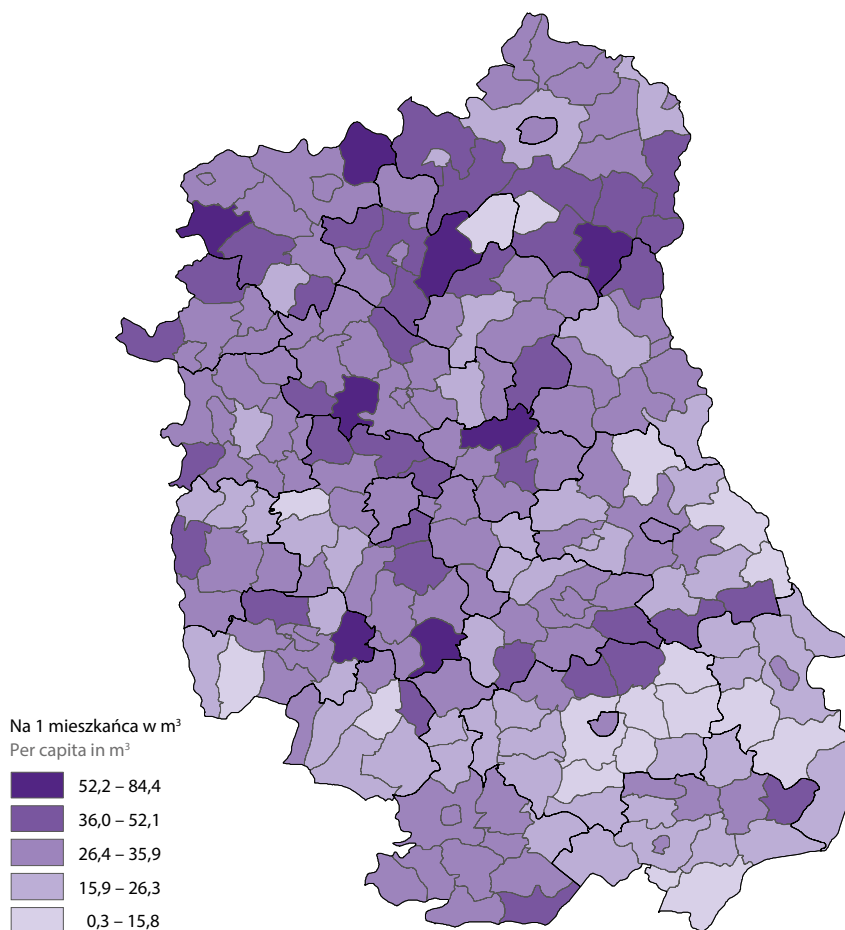 Na 1 mieszkańca w m³
Per capita in m³
52,2 – 84,4
36,0 – 52,1
26,4 – 35,9
15,9 – 26,3
0,3 – 15,8